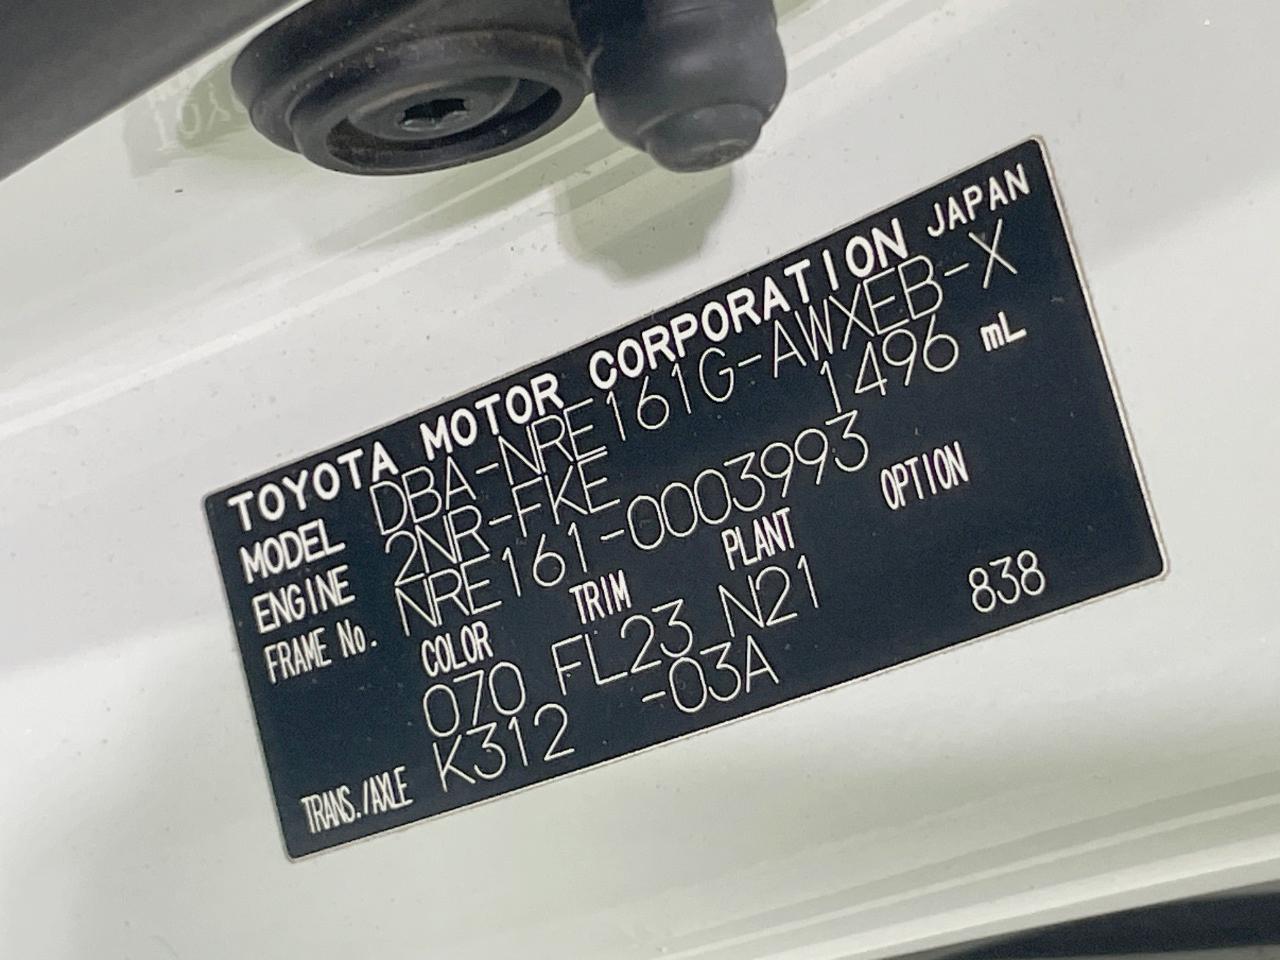 TOYOTA MOTOR CORPORATION JAPAN
MODEL DBA-NRE161G-AWXEB-X
ENGINE 2NR-FKE 1496 mL
FRAME No. NRE161-0003993
COLOR TRIM PLANT OPTION
070 FL23 N21 838
TRANS./AXLE K312 -03A